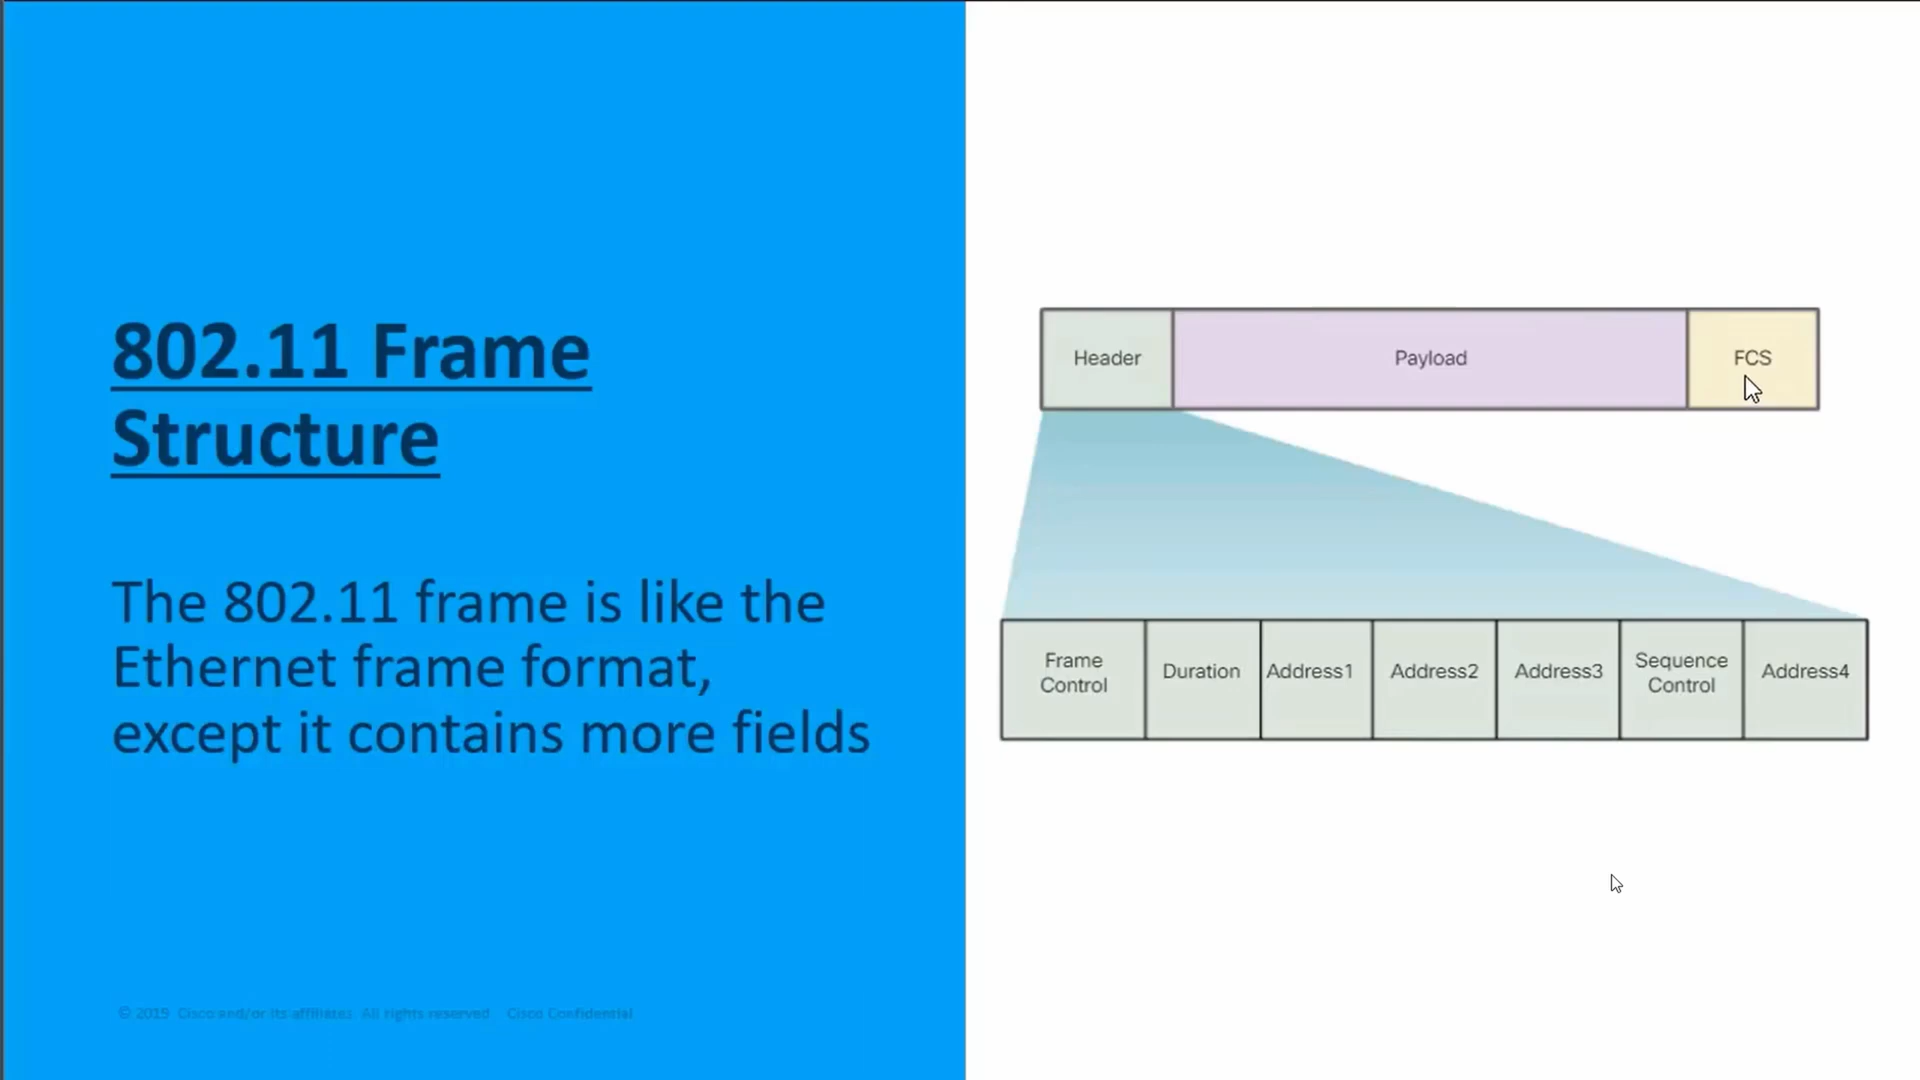 802.11 Frame
Structure
The 802.11 frame is like the
Ethernet frame format,
except it contains more fields
© 2019 Cisco and/or its affiliates. All rights reserved. Cisco Confidential
Header
Payload
FCS
Frame
Control
Duration
Address1
Address2
Address3
Sequence
Control
Address4